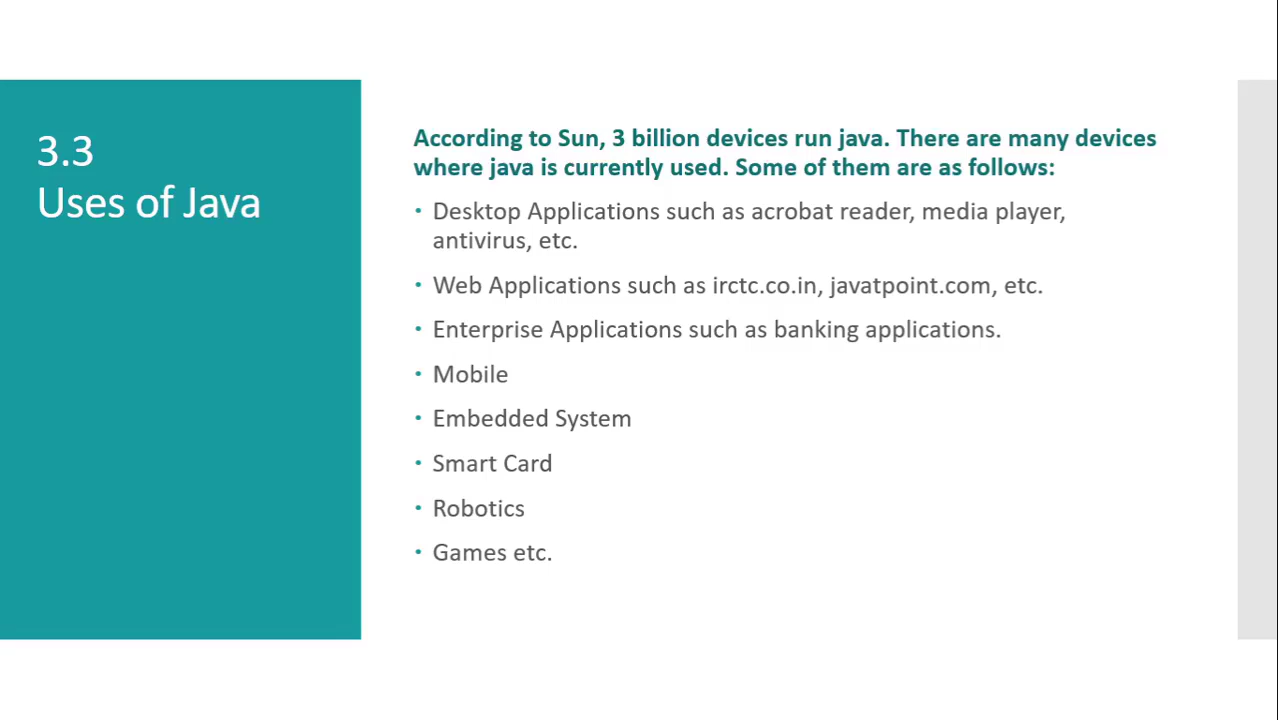 3.3
Uses of Java
According to Sun, 3 billion devices run java. There are many devices
where java is currently used. Some of them are as follows:
• Desktop Applications such as acrobat reader, media player,
antivirus, etc.
• Web Applications such as irctc.co.in, javatpoint.com, etc.
• Enterprise Applications such as banking applications.
• Mobile
• Embedded System
• Smart Card
• Robotics
• Games etc.